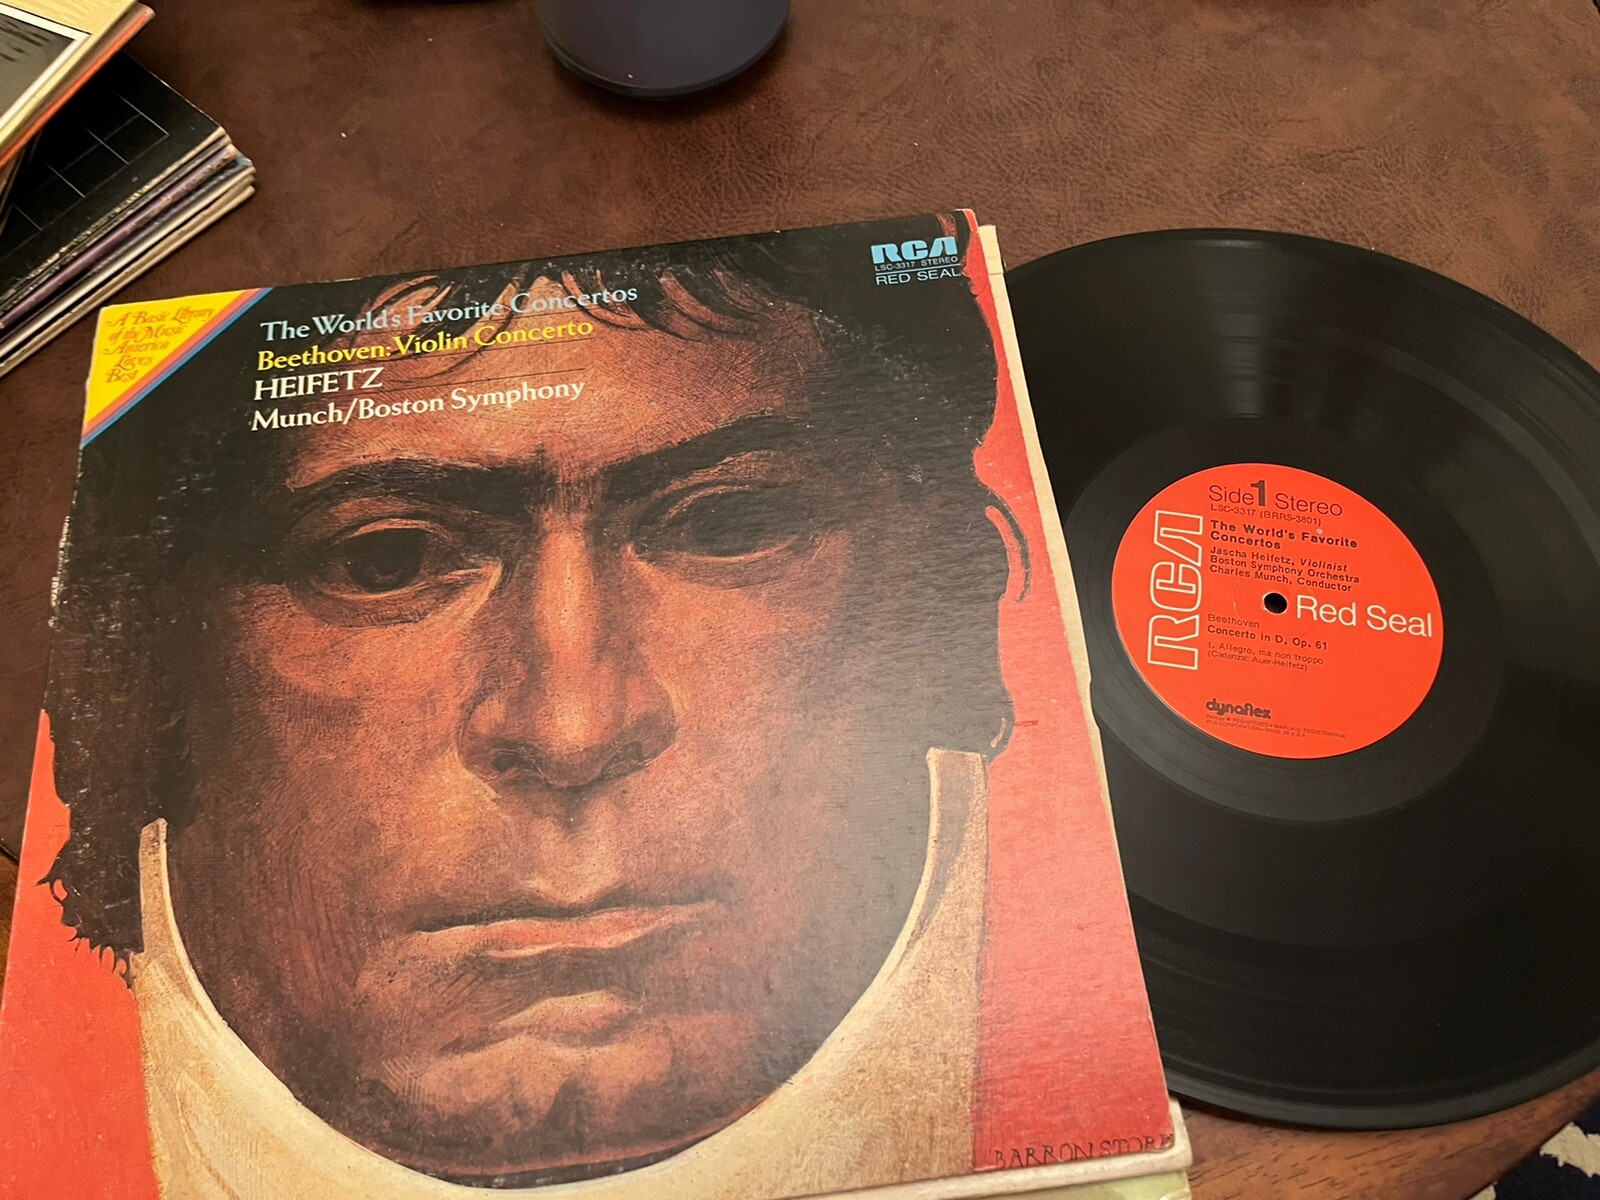 A Basic Library
of the Music
America
Loves
Best
The World's Favorite Concertos
Beethoven: Violin Concerto
HEIFETZ
Munch/Boston Symphony
RCA
LSC-3317 STEREO
RED SEAL
BARRON STOREY
Side 1 Stereo
LSC-3317 (BRRS-3801)
The World's Favorite
Concertos
Jascha Heifetz, Violinist
Boston Symphony Orchestra
Charles Munch, Conductor
RCA
Red Seal
Beethoven
Concerto in D, Op. 61
I. Allegro, ma non troppo
(Cadenza: Auer-Heifetz)
dynaflex